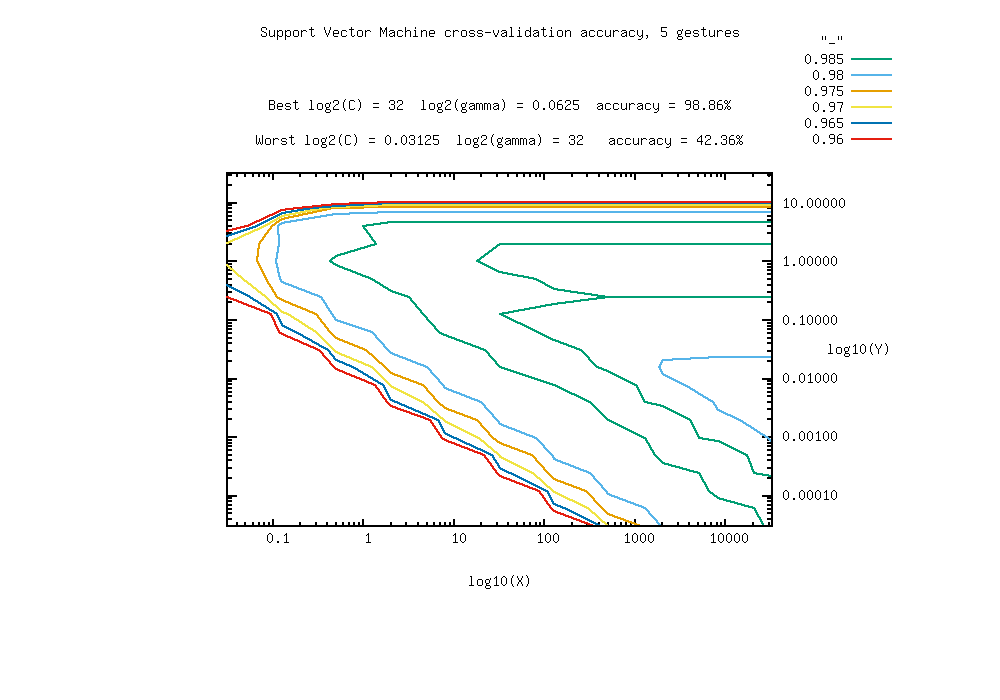 Support Vector Machine cross-validation accuracy, 5 gestures
"_"
0.985
0.98
0.975
0.97
0.965
0.96
Best log2(C) = 32  log2(gamma) = 0.0625  accuracy = 98.86%
Worst log2(C) = 0.03125  log2(gamma) = 32   accuracy = 42.36%
10.00000
1.00000
0.10000
log10(Y)
0.01000
0.00100
0.00010
0.1 1 10 100 1000 10000
log10(X)